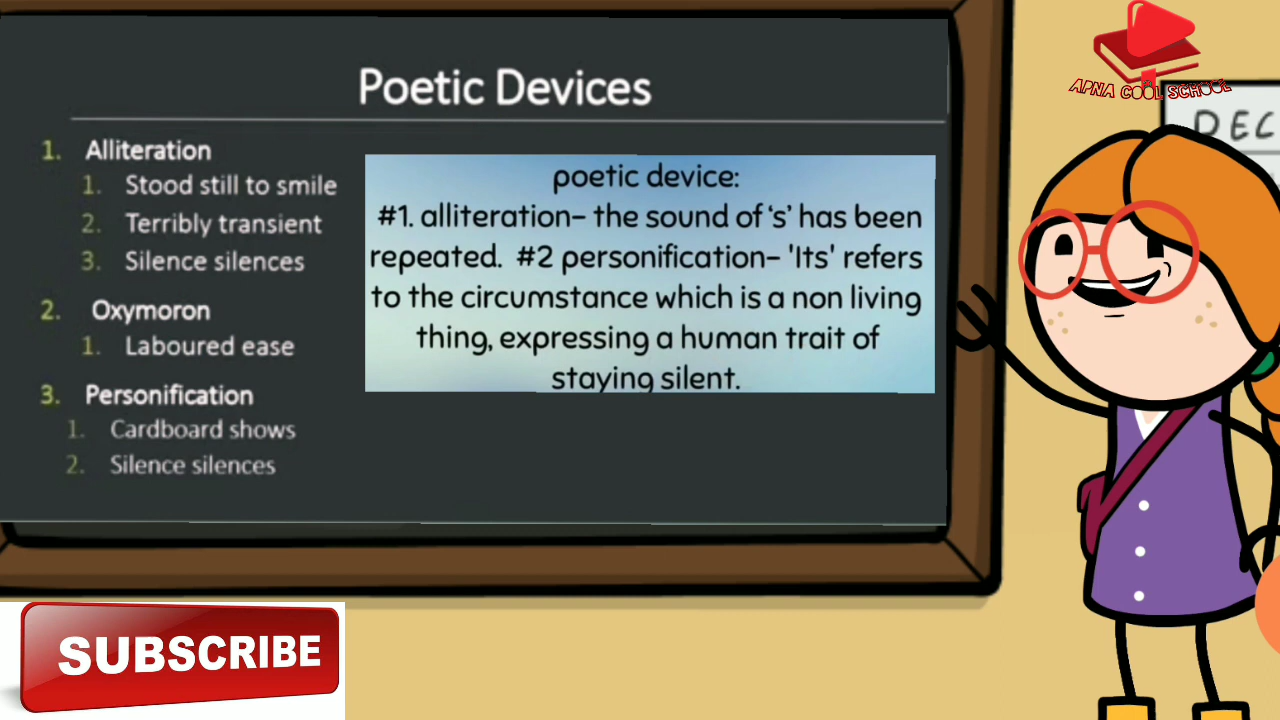 Poetic Devices
1. Alliteration
1. Stood still to smile
2. Terribly transient
3. Silence silences
2. Oxymoron
1. Laboured ease
3. Personification
1. Cardboard shows
2. Silence silences
poetic device:
#1. alliteration– the sound of ‘s’ has been
repeated. #2 personification– 'Its' refers
to the circumstance which is a non living
thing, expressing a human trait of
staying silent.
APNA COOL SCHOOL
DEC
SUBSCRIBE